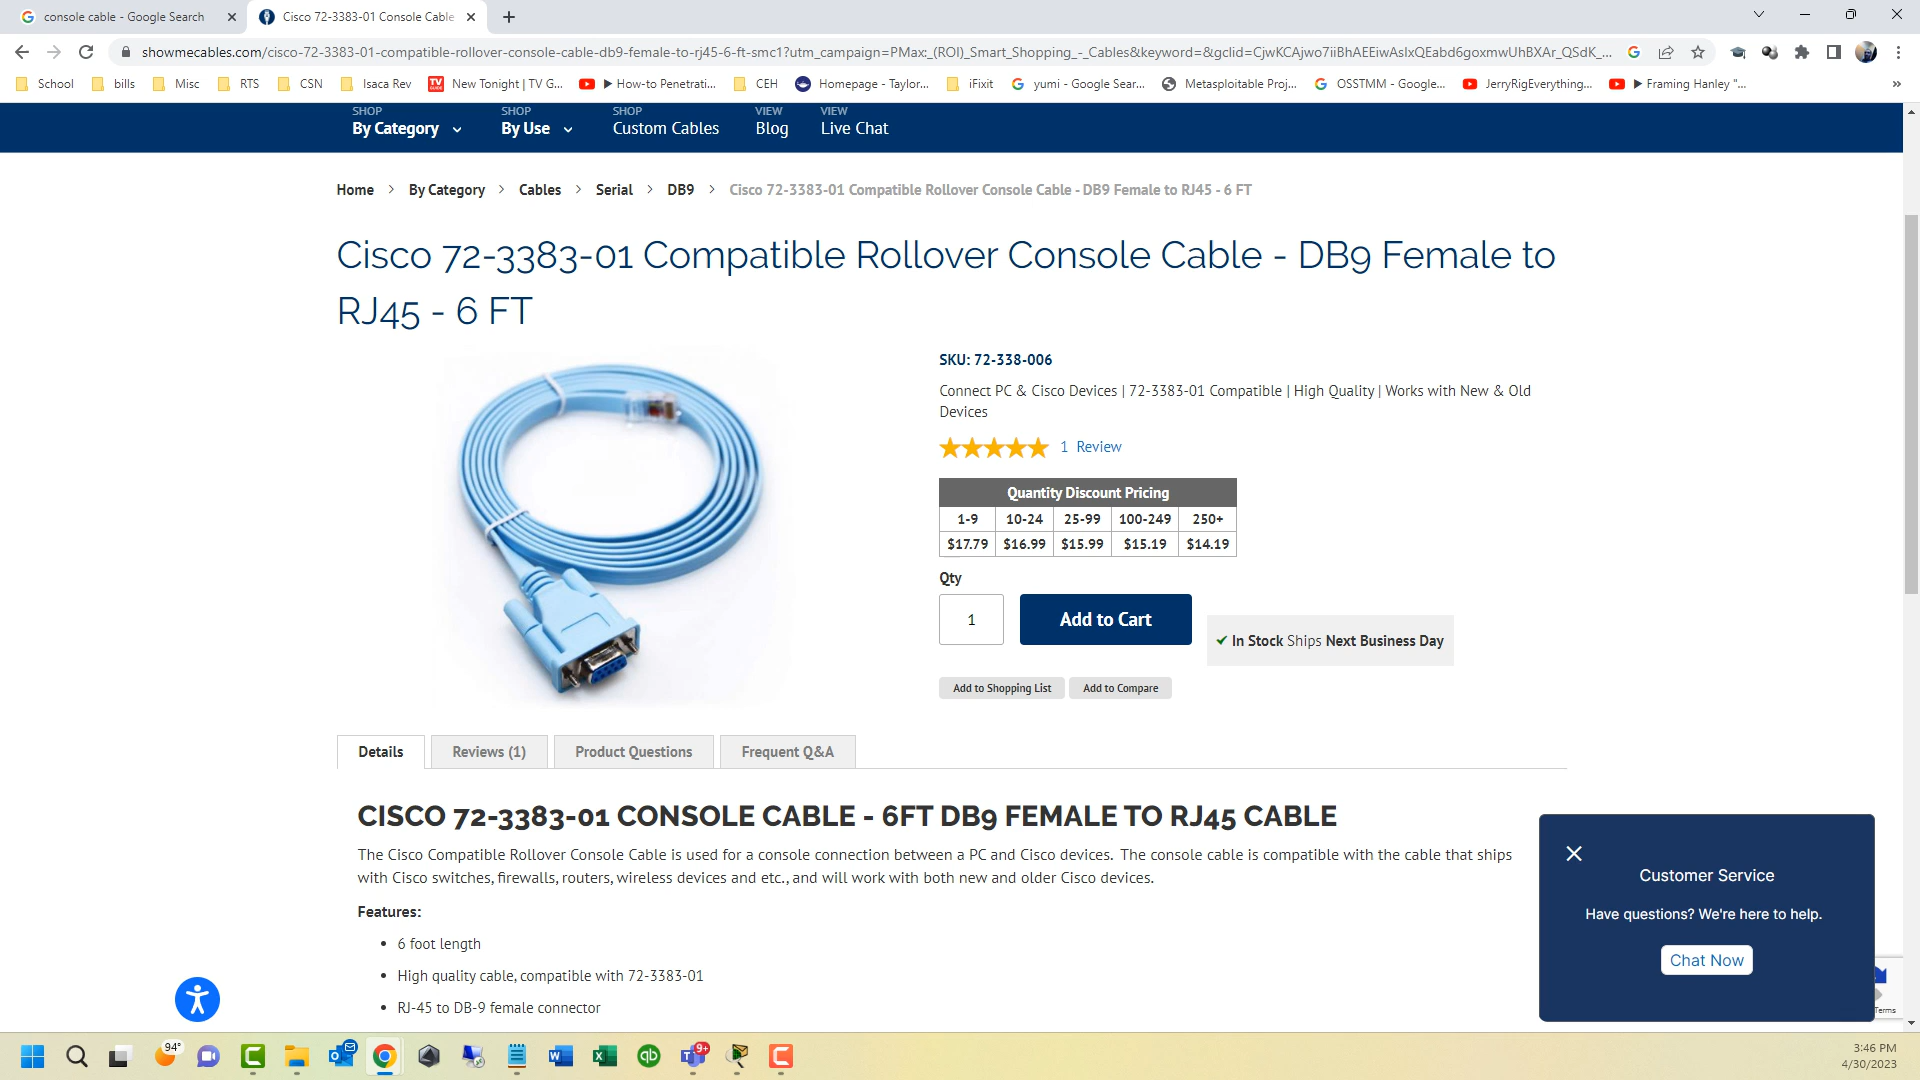 console cable - Google Search
Cisco 72-3383-01 Console Cable
showmecables.com/cisco-72-3383-01-compatible-rollover-console-cable-db9-female-to-rj45-6-ft-smc1?utm_campaign=PMax:_(ROI)_Smart_Shopping_-_Cables&keyword=&gclid=CjwKCAjwo7iiBhAEEiwAsIxQEabd6goxmwUhBXAr_QSdK_...
School bills Misc RTS CSN Isaca Rev New Tonight | TV G... ▶ How-to Penetrati... CEH Homepage - Taylor... iFixit yumi - Google Sear... Metasploitable Proj... OSSTMM - Google... JerryRigEverything... ▶ Framing Hanley "... »
SHOP SHOP SHOP VIEW VIEW
By Category By Use Custom Cables Blog Live Chat
Home > By Category > Cables > Serial > DB9 > Cisco 72-3383-01 Compatible Rollover Console Cable - DB9 Female to RJ45 - 6 FT
Cisco 72-3383-01 Compatible Rollover Console Cable - DB9 Female to
RJ45 - 6 FT
SKU: 72-338-006
Connect PC & Cisco Devices | 72-3383-01 Compatible | High Quality | Works with New & Old
Devices
1 Review
Quantity Discount Pricing
1-9 10-24 25-99 100-249 250+
$17.79 $16.99 $15.99 $15.19 $14.19
Qty
1 Add to Cart
✔ In Stock Ships Next Business Day
Add to Shopping List Add to Compare
Details Reviews (1) Product Questions Frequent Q&A
CISCO 72-3383-01 CONSOLE CABLE - 6FT DB9 FEMALE TO RJ45 CABLE
The Cisco Compatible Rollover Console Cable is used for a console connection between a PC and Cisco devices. The console cable is compatible with the cable that ships
with Cisco switches, firewalls, routers, wireless devices and etc., and will work with both new and older Cisco devices.
Features:
• 6 foot length
• High quality cable, compatible with 72-3383-01
• RJ-45 to DB-9 female connector
Customer Service
Have questions? We're here to help.
Chat Now
Terms
94°
9+
3:46 PM
4/30/2023